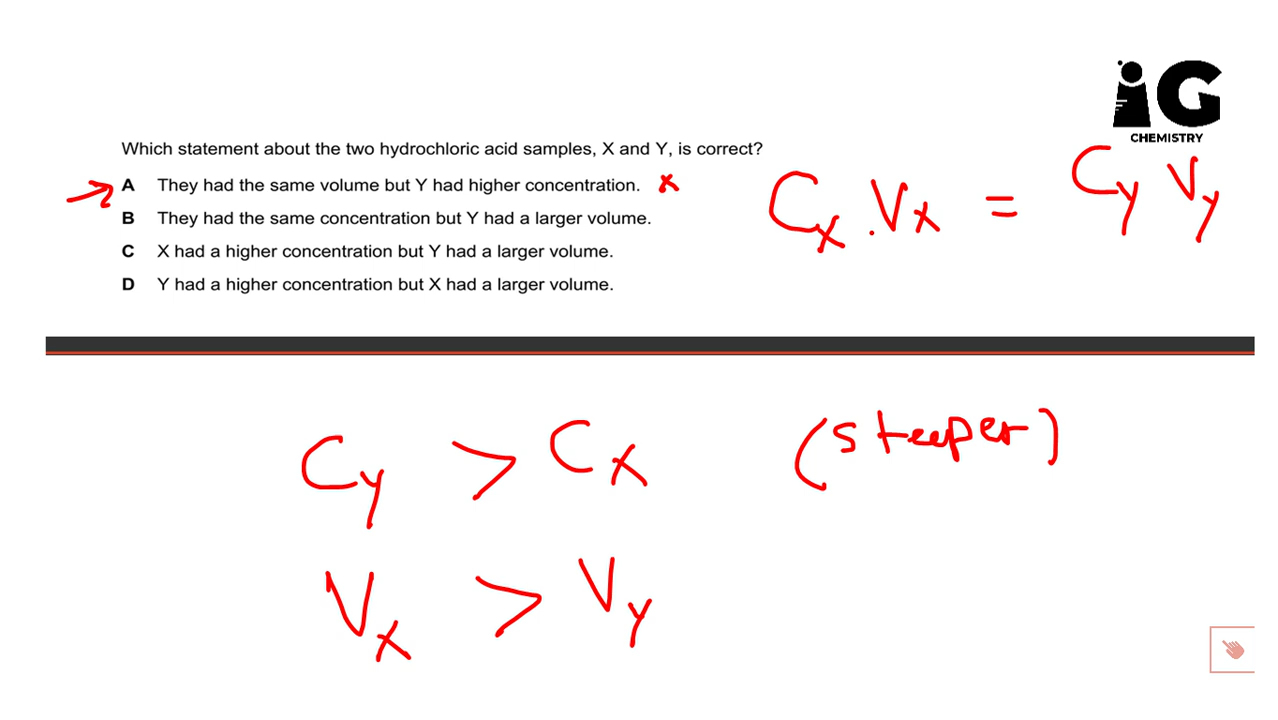 iG
CHEMISTRY
Which statement about the two hydrochloric acid samples, X and Y, is correct?
A They had the same volume but Y had higher concentration. x
B They had the same concentration but Y had a larger volume.
C X had a higher concentration but Y had a larger volume.
D Y had a higher concentration but X had a larger volume.
Cx . Vx = Cy Vy
Cy > Cx (steeper)
Vx > Vy